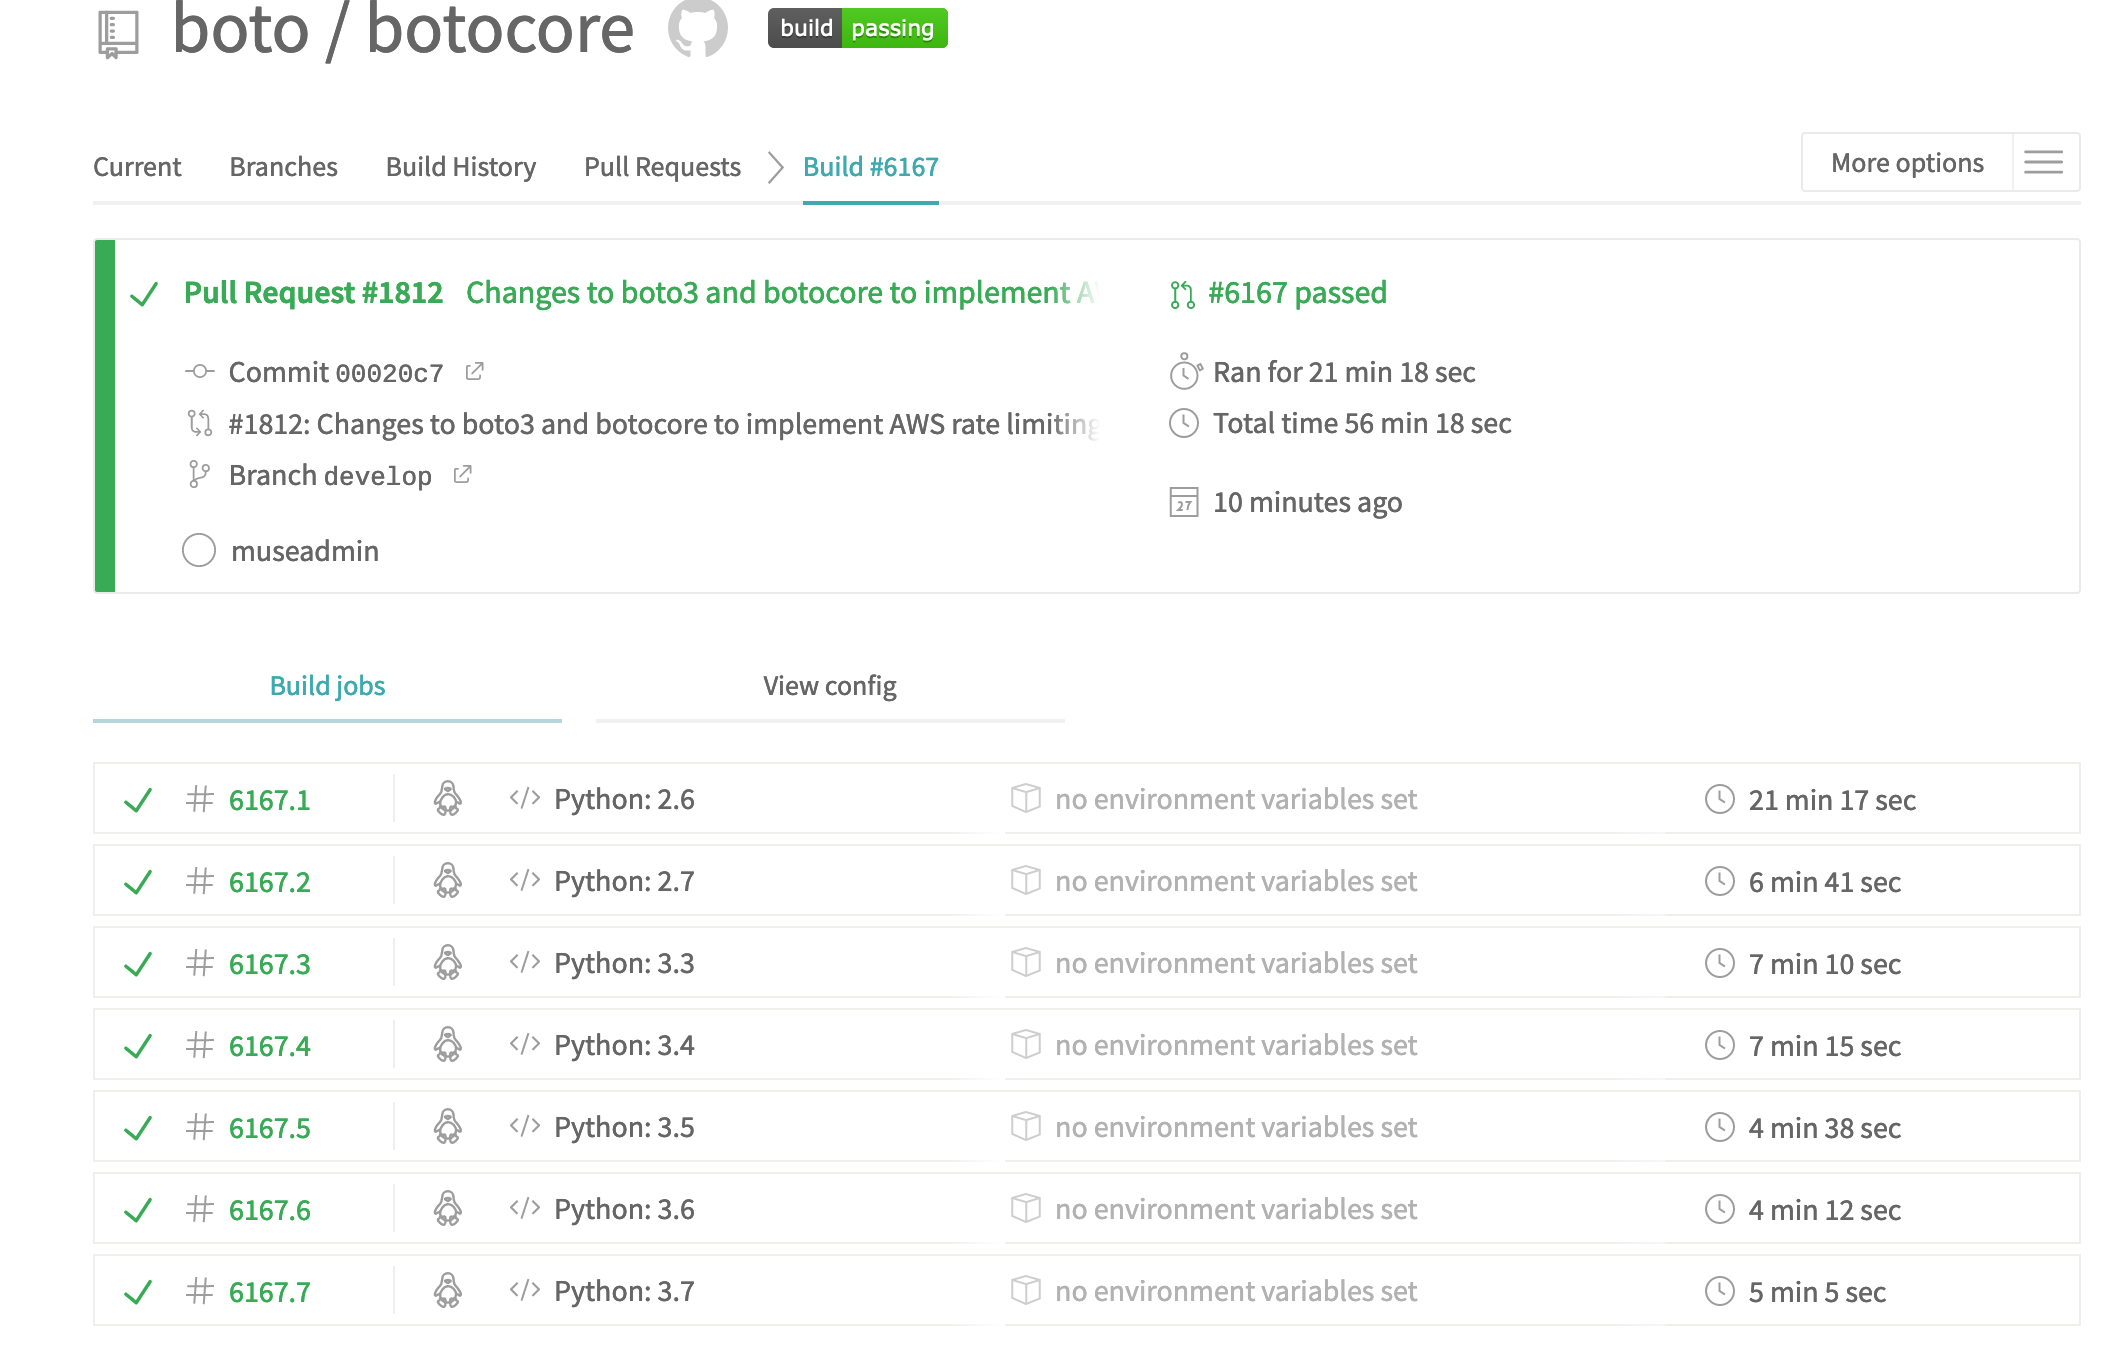 boto / botocore build passing
Current Branches Build History Pull Requests Build #6167 More options
Pull Request #1812 Changes to boto3 and botocore to implement
#6167 passed
Commit 00020c7
Ran for 21 min 18 sec
#1812: Changes to boto3 and botocore to implement AWS rate limiting
Total time 56 min 18 sec
Branch develop
27 10 minutes ago
museadmin
Build jobs View config
# 6167.1 </> Python: 2.6 no environment variables set 21 min 17 sec
# 6167.2 </> Python: 2.7 no environment variables set 6 min 41 sec
# 6167.3 </> Python: 3.3 no environment variables set 7 min 10 sec
# 6167.4 </> Python: 3.4 no environment variables set 7 min 15 sec
# 6167.5 </> Python: 3.5 no environment variables set 4 min 38 sec
# 6167.6 </> Python: 3.6 no environment variables set 4 min 12 sec
# 6167.7 </> Python: 3.7 no environment variables set 5 min 5 sec